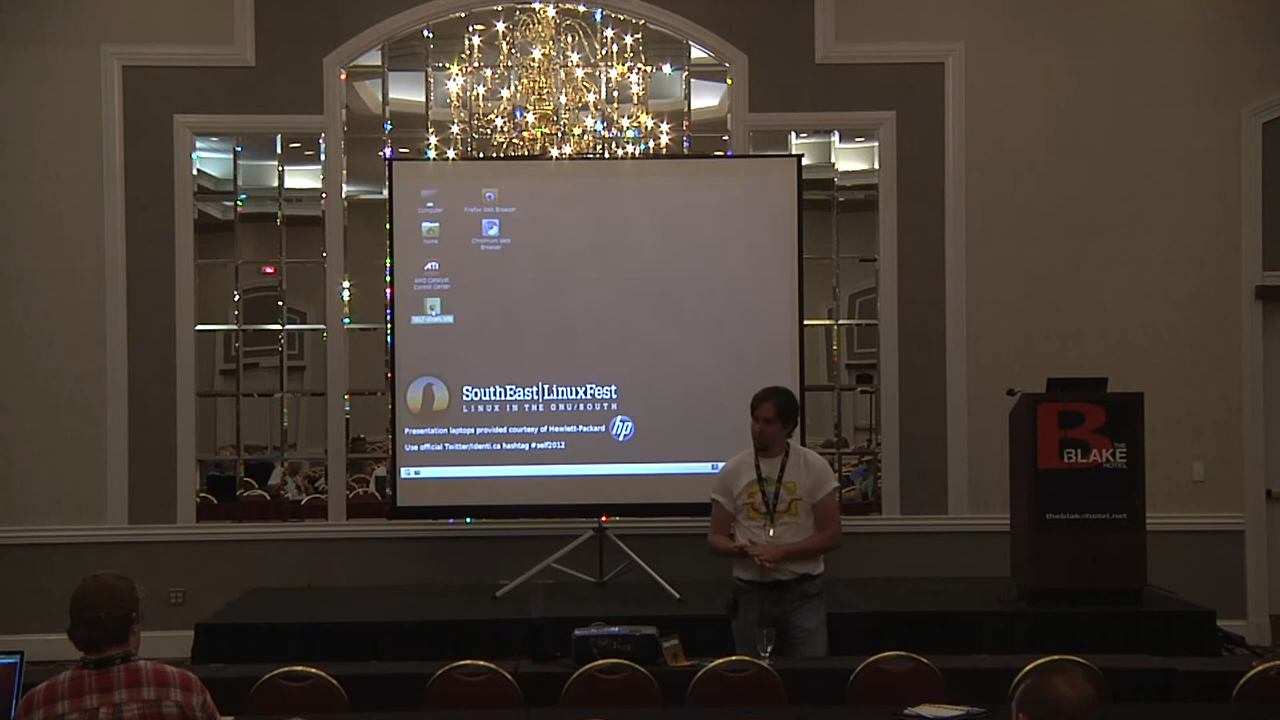 Computer
Firefox Web Browser
home
Chromium Web
Browser
ATI
AMD Catalyst
Control Center
SouthEast|LinuxFest
LINUX IN THE GNU/SOUTH
Presentation laptops provided courtesy of Hewlett-Packard
hp
Use official Twitter/Identi.ca hashtag #self2012
B
THE
BLAKE
HOTEL
theblakehotel.net